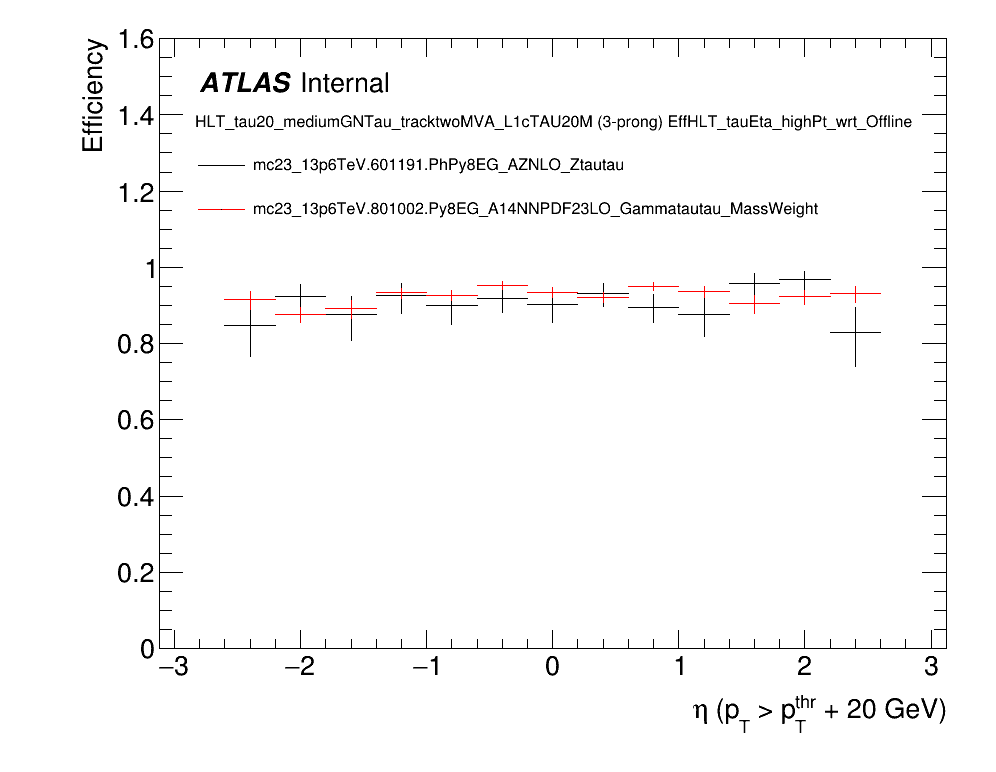 1.6
Efficiency
ATLAS Internal
1.4
HLT_tau20_mediumGNTau_tracktwoMVA_L1cTAU20M (3-prong) EffHLT_tauEta_highPt_wrt_Offline
mc23_13p6TeV.601191.PhPy8EG_AZNLO_Ztautau
1.2
mc23_13p6TeV.801002.Py8EG_A14NNPDF23LO_Gammatautau_MassWeight
1
0.8
0.6
0.4
0.2
0
−3 −2 −1 0 1 2 3
η (p_T > p_T^thr + 20 GeV)